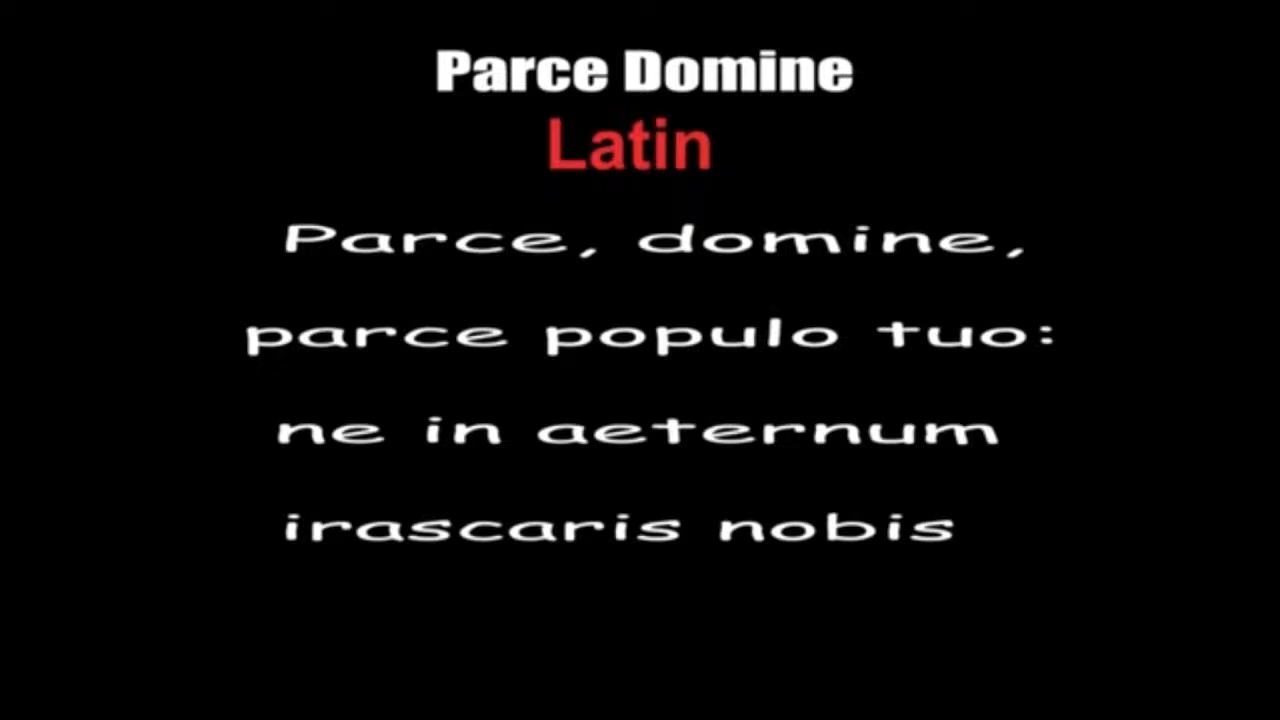 Parce Domine
Latin
Parce, domine,
parce populo tuo:
ne in aeternum
irascaris nobis